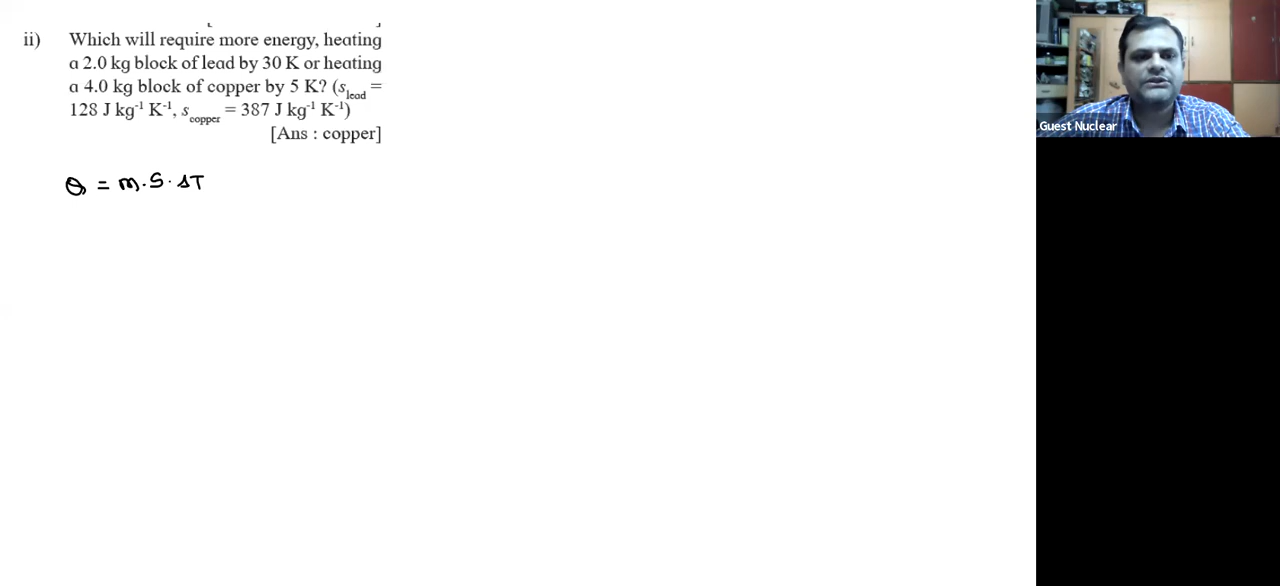 ii) Which will require more energy, heating
a 2.0 kg block of lead by 30 K or heating
a 4.0 kg block of copper by 5 K? (s_lead =
128 J kg⁻¹ K⁻¹, s_copper = 387 J kg⁻¹ K⁻¹)
[Ans : copper]
Q = m.S.ΔT
Guest Nuclear